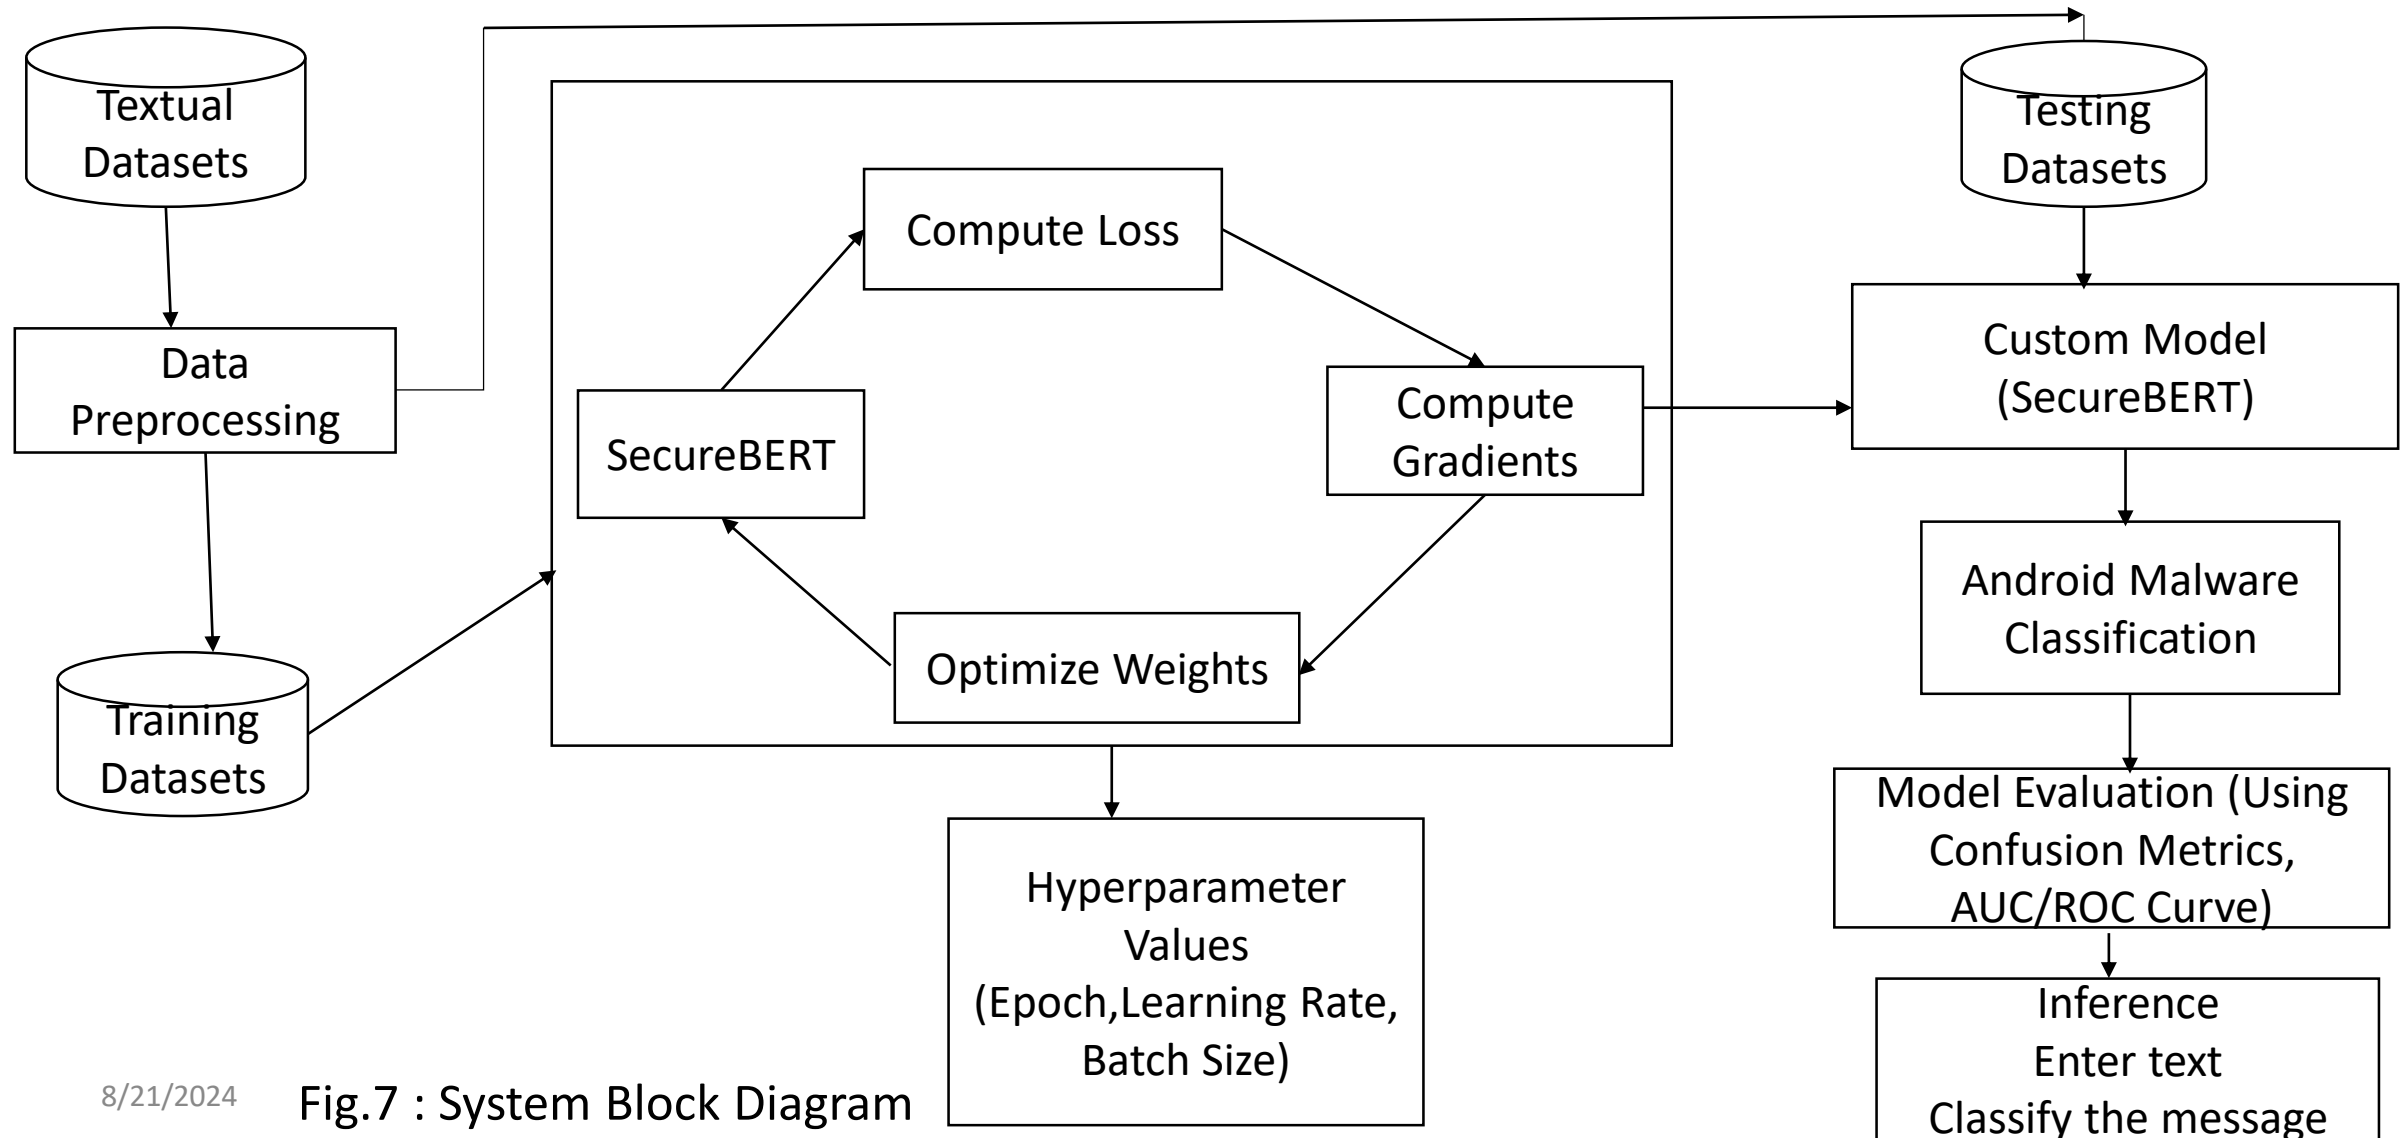 Textual
Datasets
Data
Preprocessing
Training
Datasets
Compute Loss
SecureBERT
Compute
Gradients
Optimize Weights
Hyperparameter
Values
(Epoch,Learning Rate,
Batch Size)
Testing
Datasets
Custom Model
(SecureBERT)
Android Malware
Classification
Model Evaluation (Using
Confusion Metrics,
AUC/ROC Curve)
Inference
Enter text
Classify the message
8/21/2024
Fig.7 : System Block Diagram